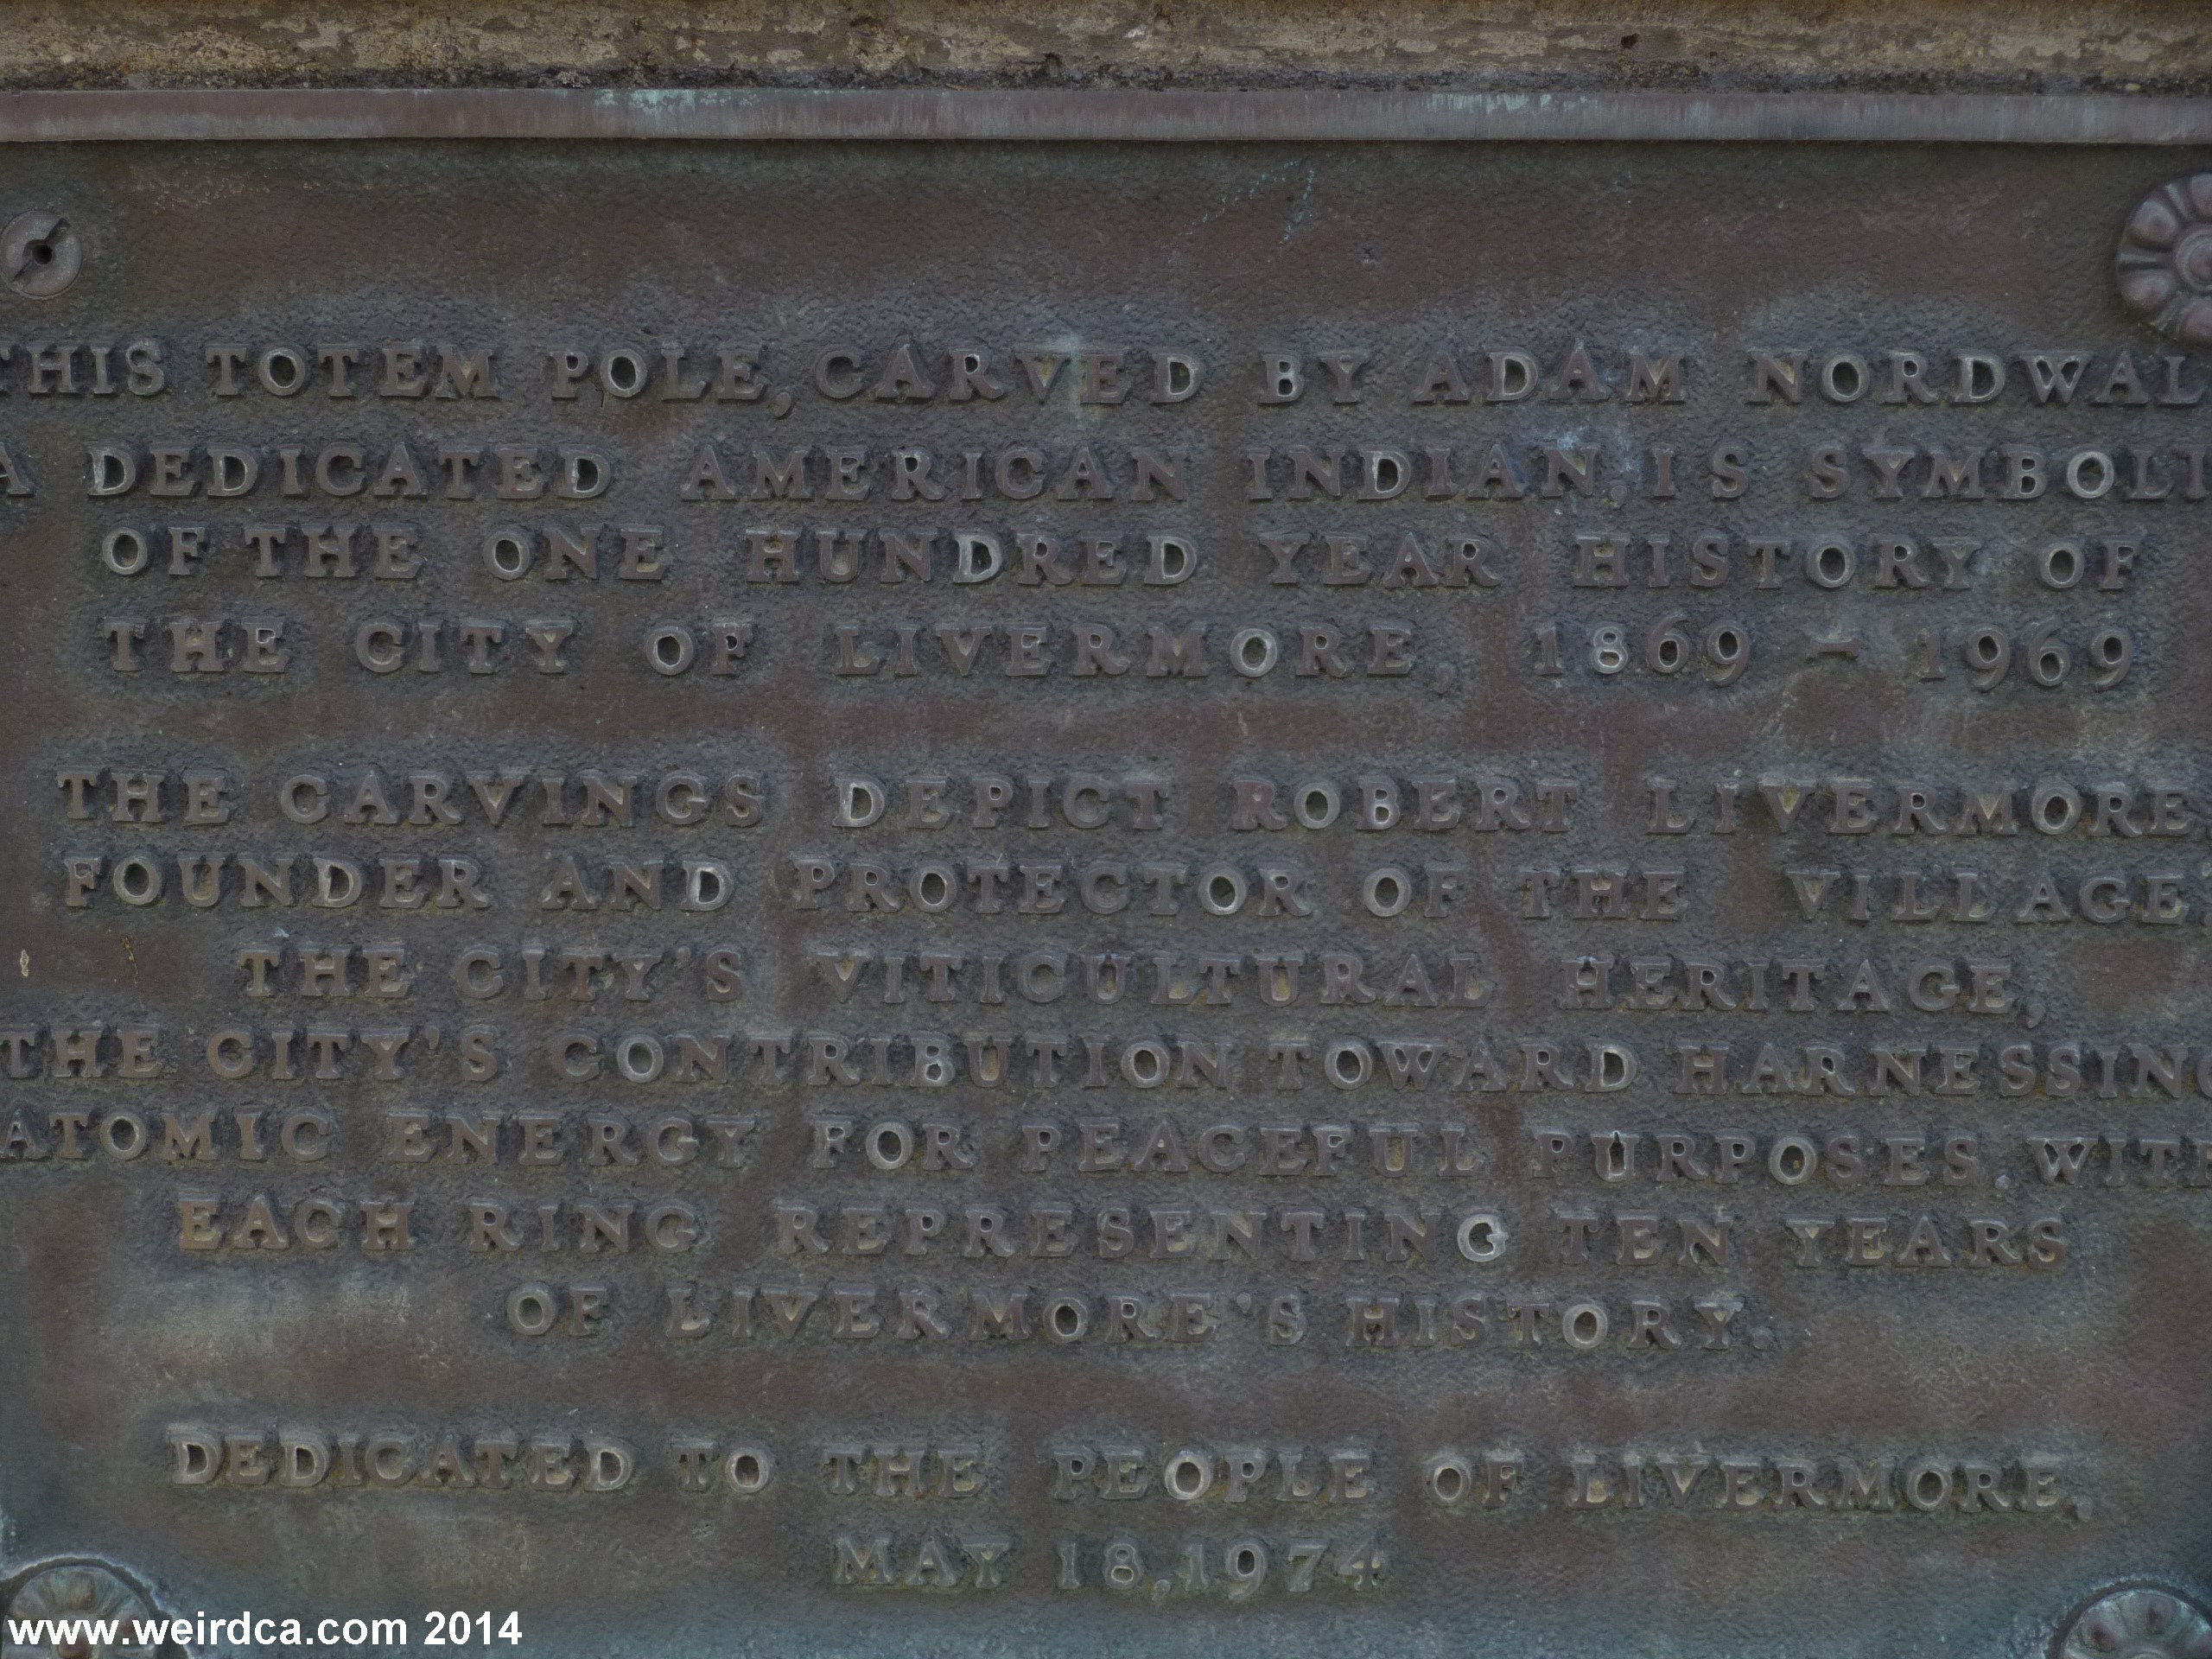 THIS TOTEM POLE, CARVED BY ADAM NORDWALL
A DEDICATED AMERICAN INDIAN, IS SYMBOLI
OF THE ONE HUNDRED YEAR HISTORY OF
THE CITY OF LIVERMORE, 1869 - 1969
THE CARVINGS DEPICT ROBERT LIVERMORE
FOUNDER AND PROTECTOR OF THE VILLAGE
THE CITY'S VITICULTURAL HERITAGE,
THE CITY'S CONTRIBUTION TOWARD HARNESSING
ATOMIC ENERGY FOR PEACEFUL PURPOSES, WITH
EACH RING REPRESENTING TEN YEARS
OF LIVERMORE'S HISTORY.
DEDICATED TO THE PEOPLE OF LIVERMORE,
MAY 18, 1974
www.weirdca.com 2014